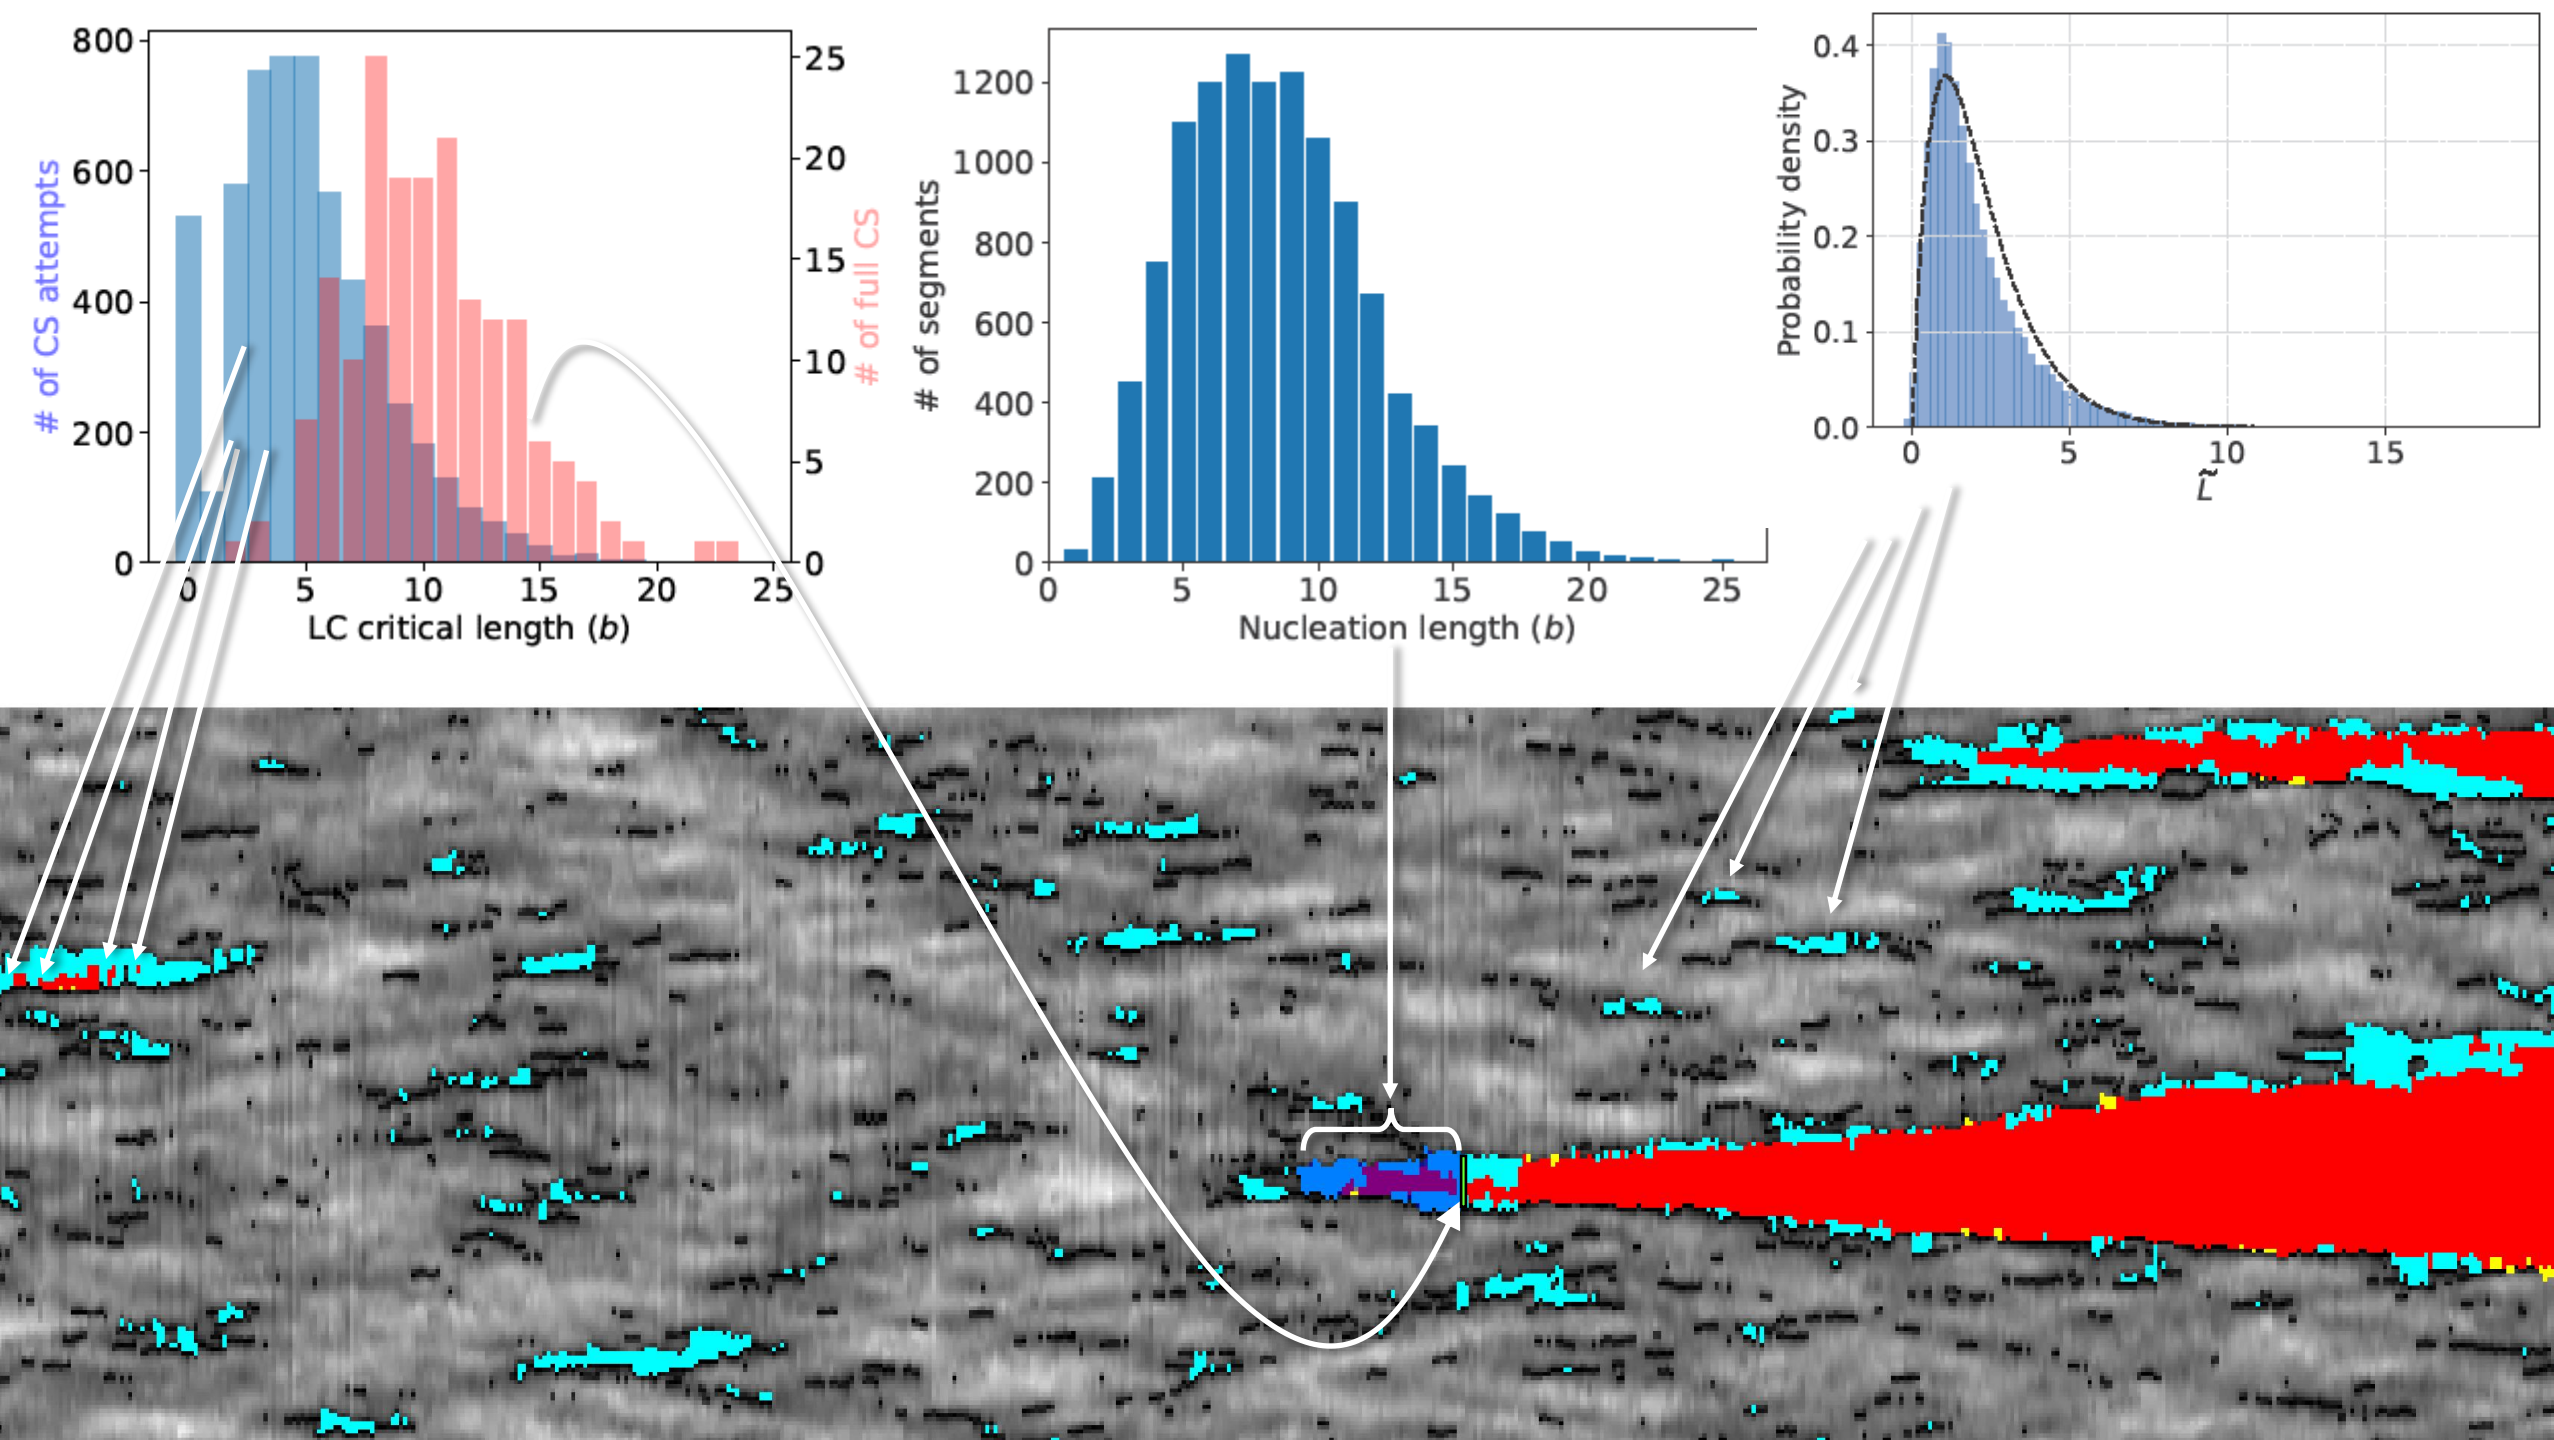 # of CS attempts
800
600
400
200
0
25
20
15
10
5
0
# of full CS
0 5 10 15 20 25
LC critical length (b)
# of segments
1200
1000
800
600
400
200
0
0 5 10 15 20 25
Nucleation length (b)
Probability density
0.4
0.3
0.2
0.1
0.0
0 5 10 15
L̃